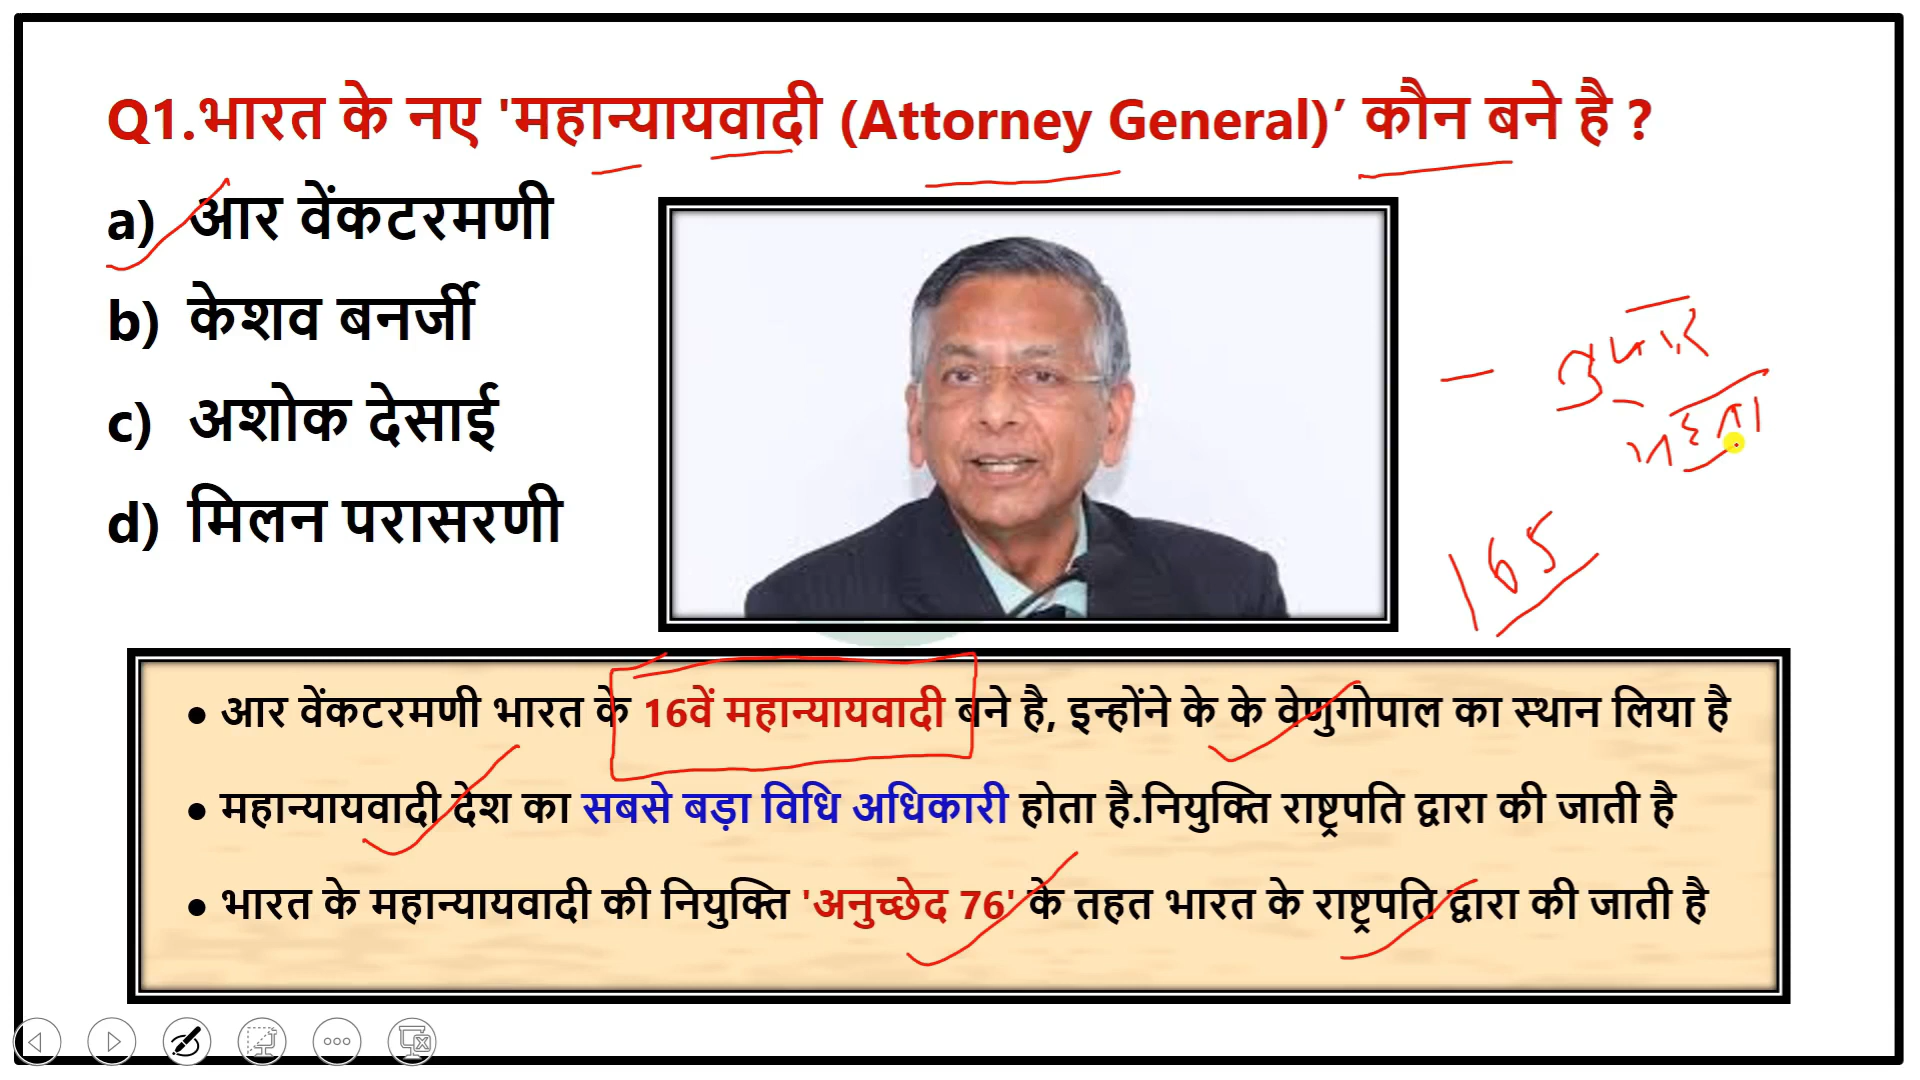 Q1.भारत के नए 'महान्यायवादी (Attorney General)’ कौन बने है ?
a) आर वेंकटरमणी
b) केशव बनर्जी
c) अशोक देसाई
d) मिलन परासरणी
165
• आर वेंकटरमणी भारत के 16वें महान्यायवादी बने है, इन्होंने के के वेणुगोपाल का स्थान लिया है
• महान्यायवादी देश का सबसे बड़ा विधि अधिकारी होता है.नियुक्ति राष्ट्रपति द्वारा की जाती है
• भारत के महान्यायवादी की नियुक्ति 'अनुच्छेद 76' के तहत भारत के राष्ट्रपति द्वारा की जाती है